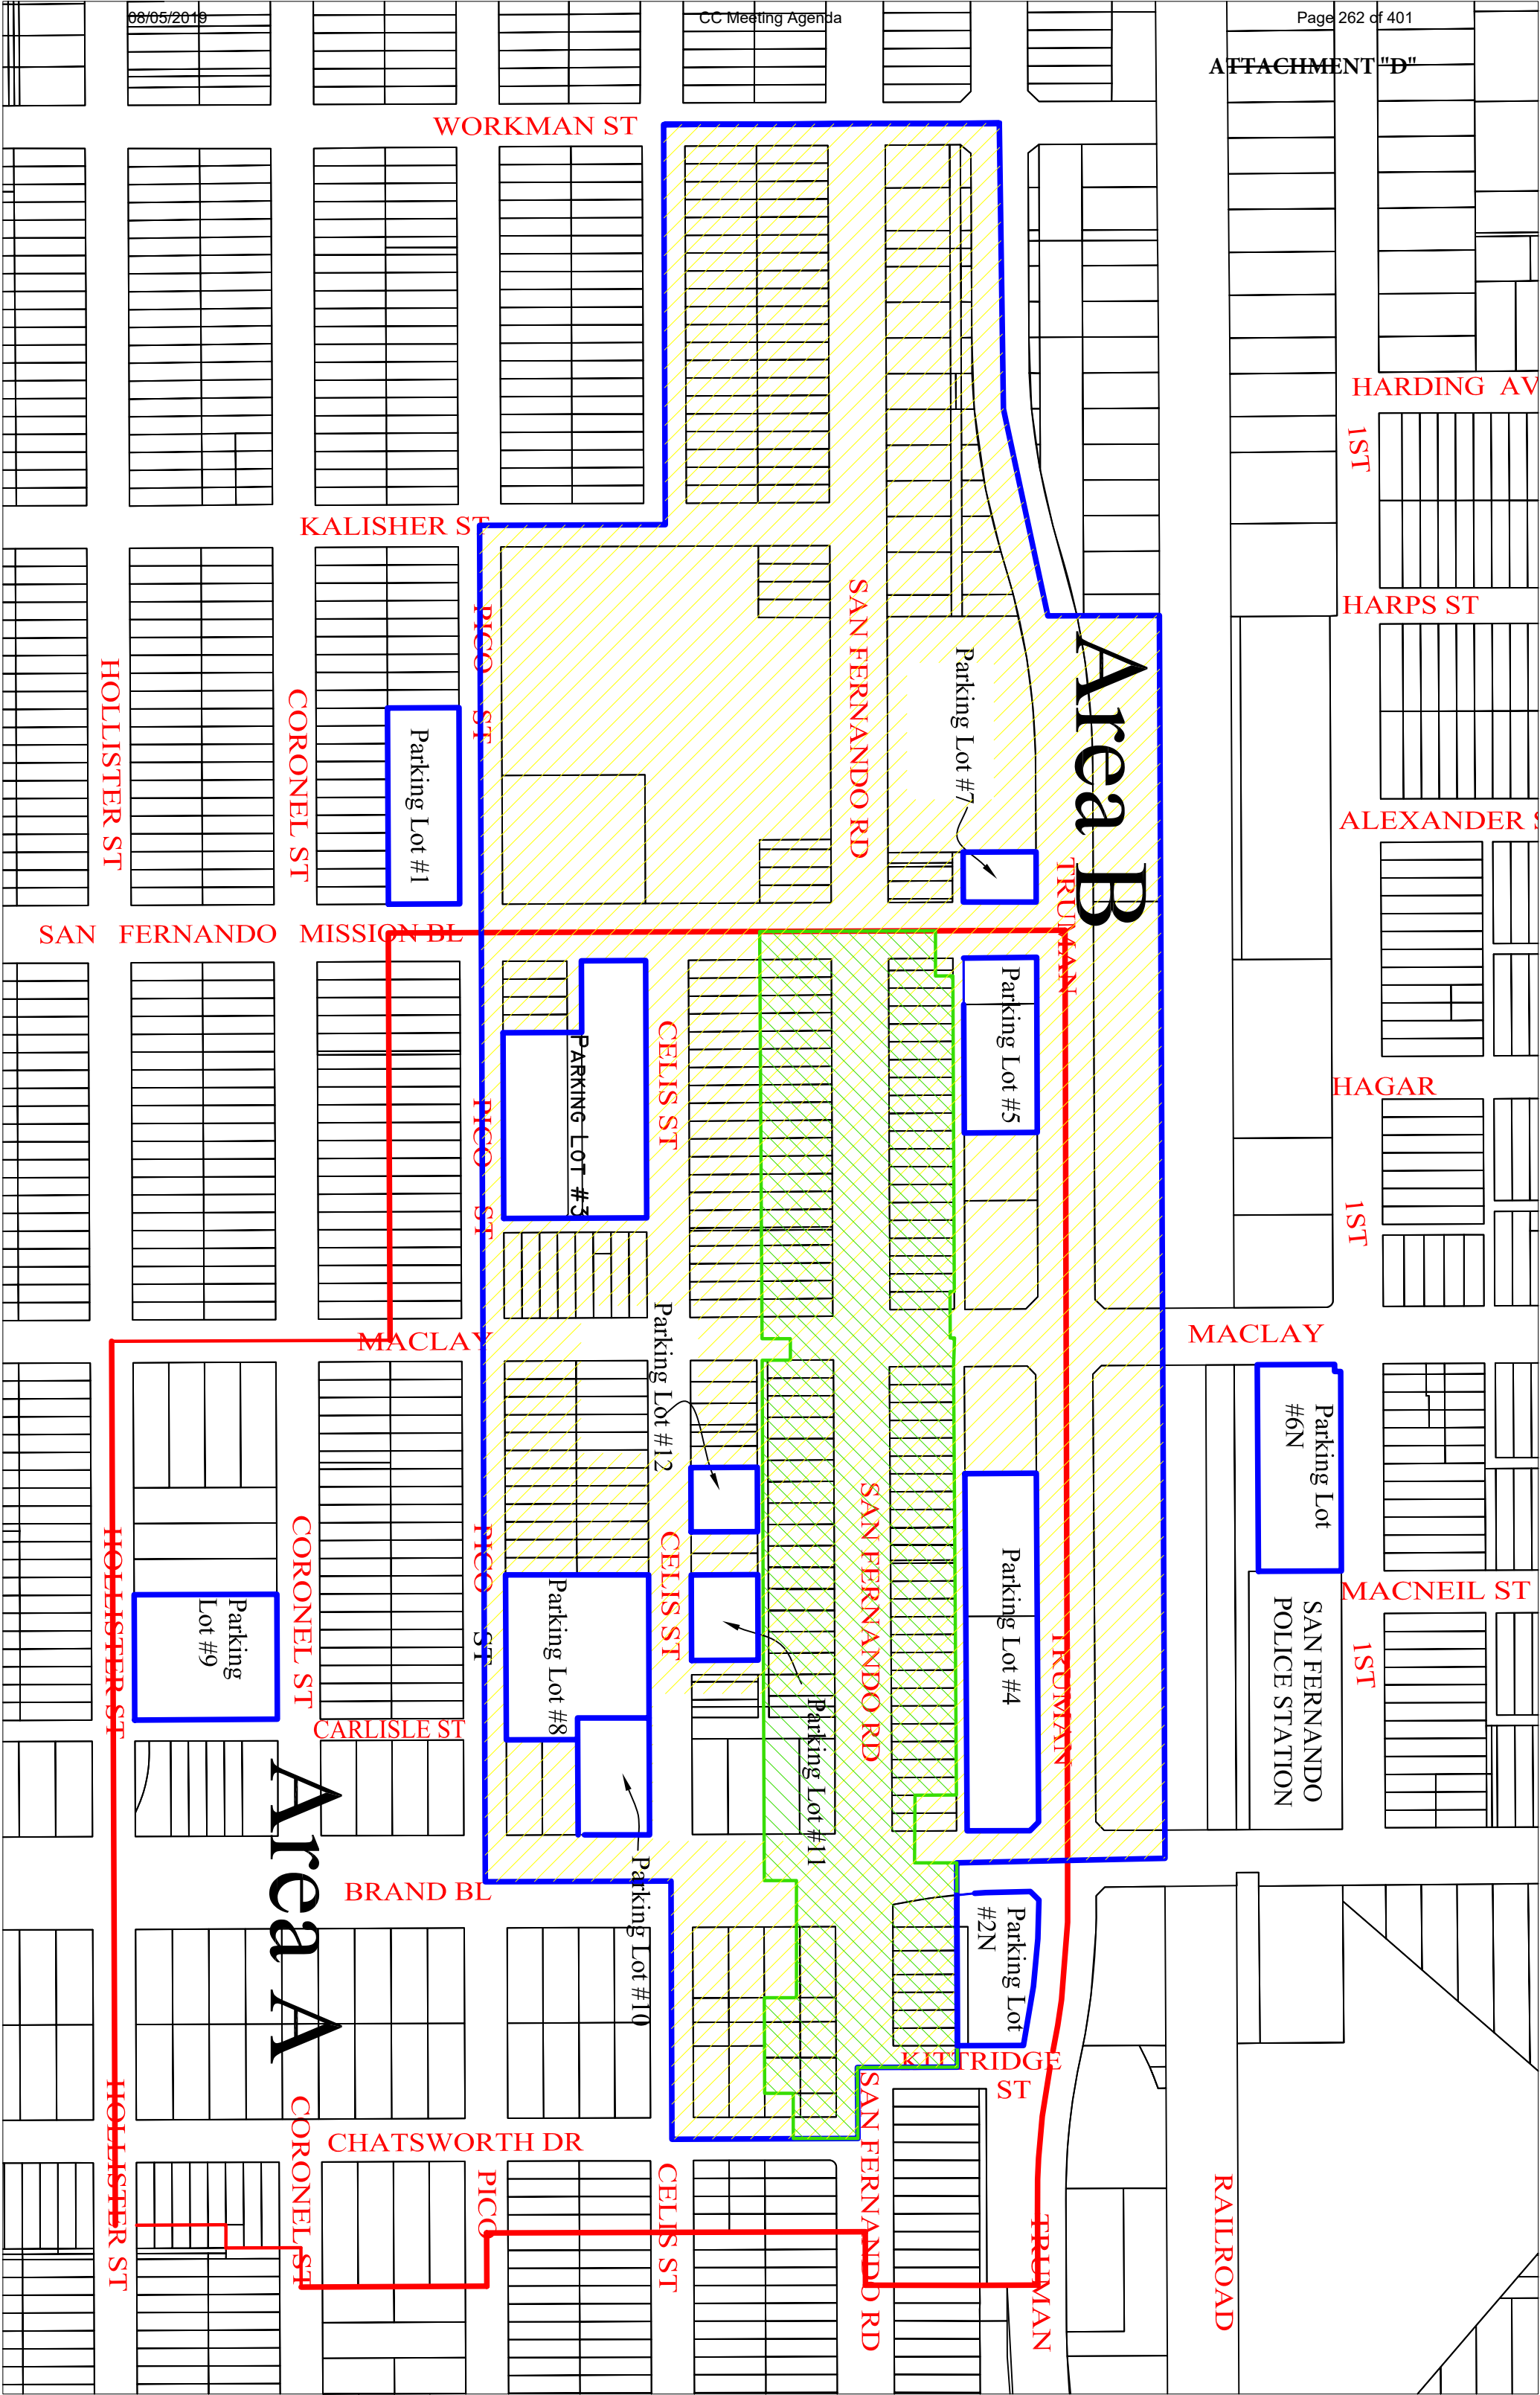 08/05/2019
CC Meeting Agenda
Page 262 of 401
ATTACHMENT "D"
WORKMAN ST
HARDING AV
1ST
KALISHER ST
HARPS ST
PICO ST
SAN FERNANDO RD
Parking Lot #7
Area B
HOLLISTER ST
CORONEL ST
Parking Lot #1
ALEXANDER S
TRUMAN
SAN FERNANDO MISSION BL
Parking Lot #5
CELIS ST
PARKING LOT #3
HAGAR
PICO ST
1ST
MACLAY
Parking Lot #12
MACLAY
Parking Lot
#6N
SAN FERNANDO RD
HOLLISTER ST
CORONEL ST
PICO ST
CELIS ST
Parking Lot #4
MACNEIL ST
Parking
Lot #9
Parking Lot #8
TRUMAN
SAN FERNANDO
POLICE STATION
1ST
Parking Lot #11
CARLISLE ST
Area A
BRAND BL
Parking Lot #10
Parking Lot
#2N
KITTRIDGE
ST
HOLLISTER ST
CORONEL ST
CHATSWORTH DR
PICO
CELIS ST
SAN FERNANDO RD
TRUMAN
RAILROAD